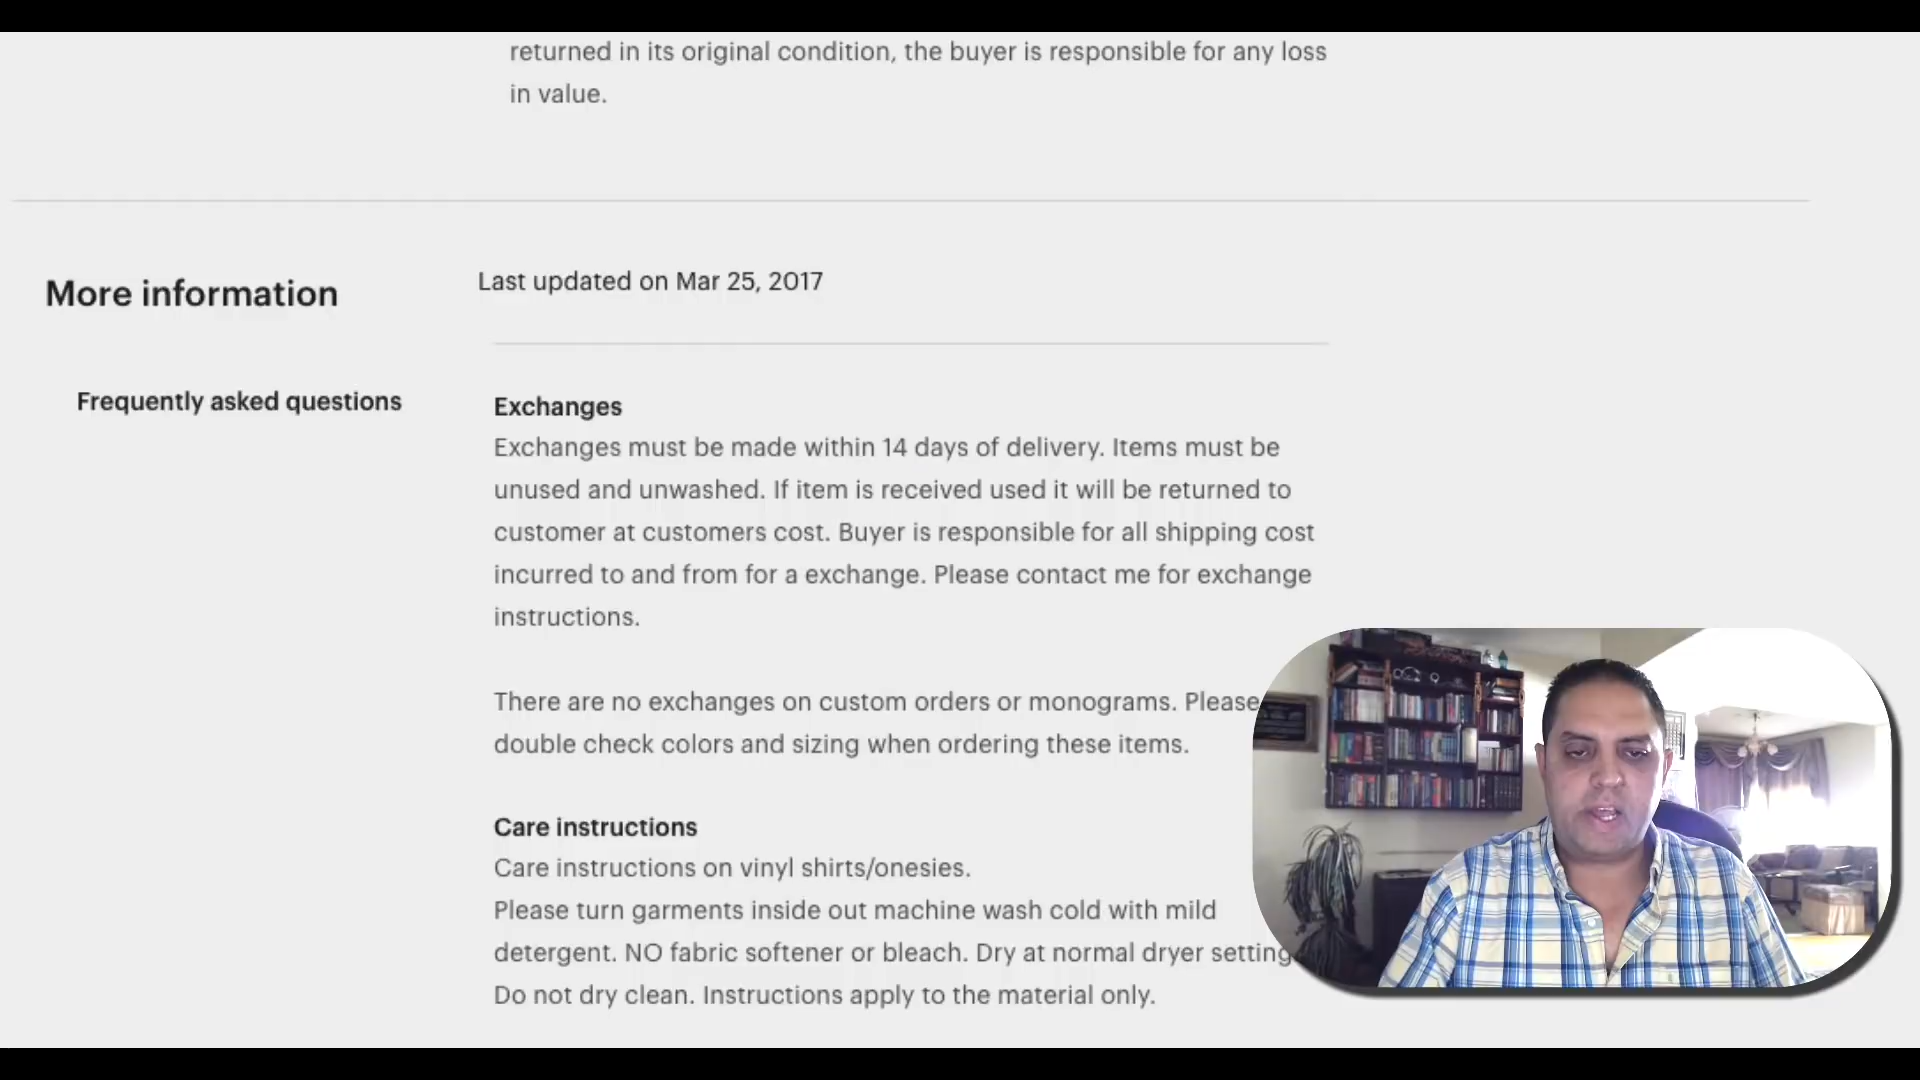 returned in its original condition, the buyer is responsible for any loss
in value.
More information
Last updated on Mar 25, 2017
Frequently asked questions
Exchanges
Exchanges must be made within 14 days of delivery. Items must be
unused and unwashed. If item is received used it will be returned to
customer at customers cost. Buyer is responsible for all shipping cost
incurred to and from for a exchange. Please contact me for exchange
instructions.
There are no exchanges on custom orders or monograms. Please
double check colors and sizing when ordering these items.
Care instructions
Care instructions on vinyl shirts/onesies.
Please turn garments inside out machine wash cold with mild
detergent. NO fabric softener or bleach. Dry at normal dryer setting
Do not dry clean. Instructions apply to the material only.